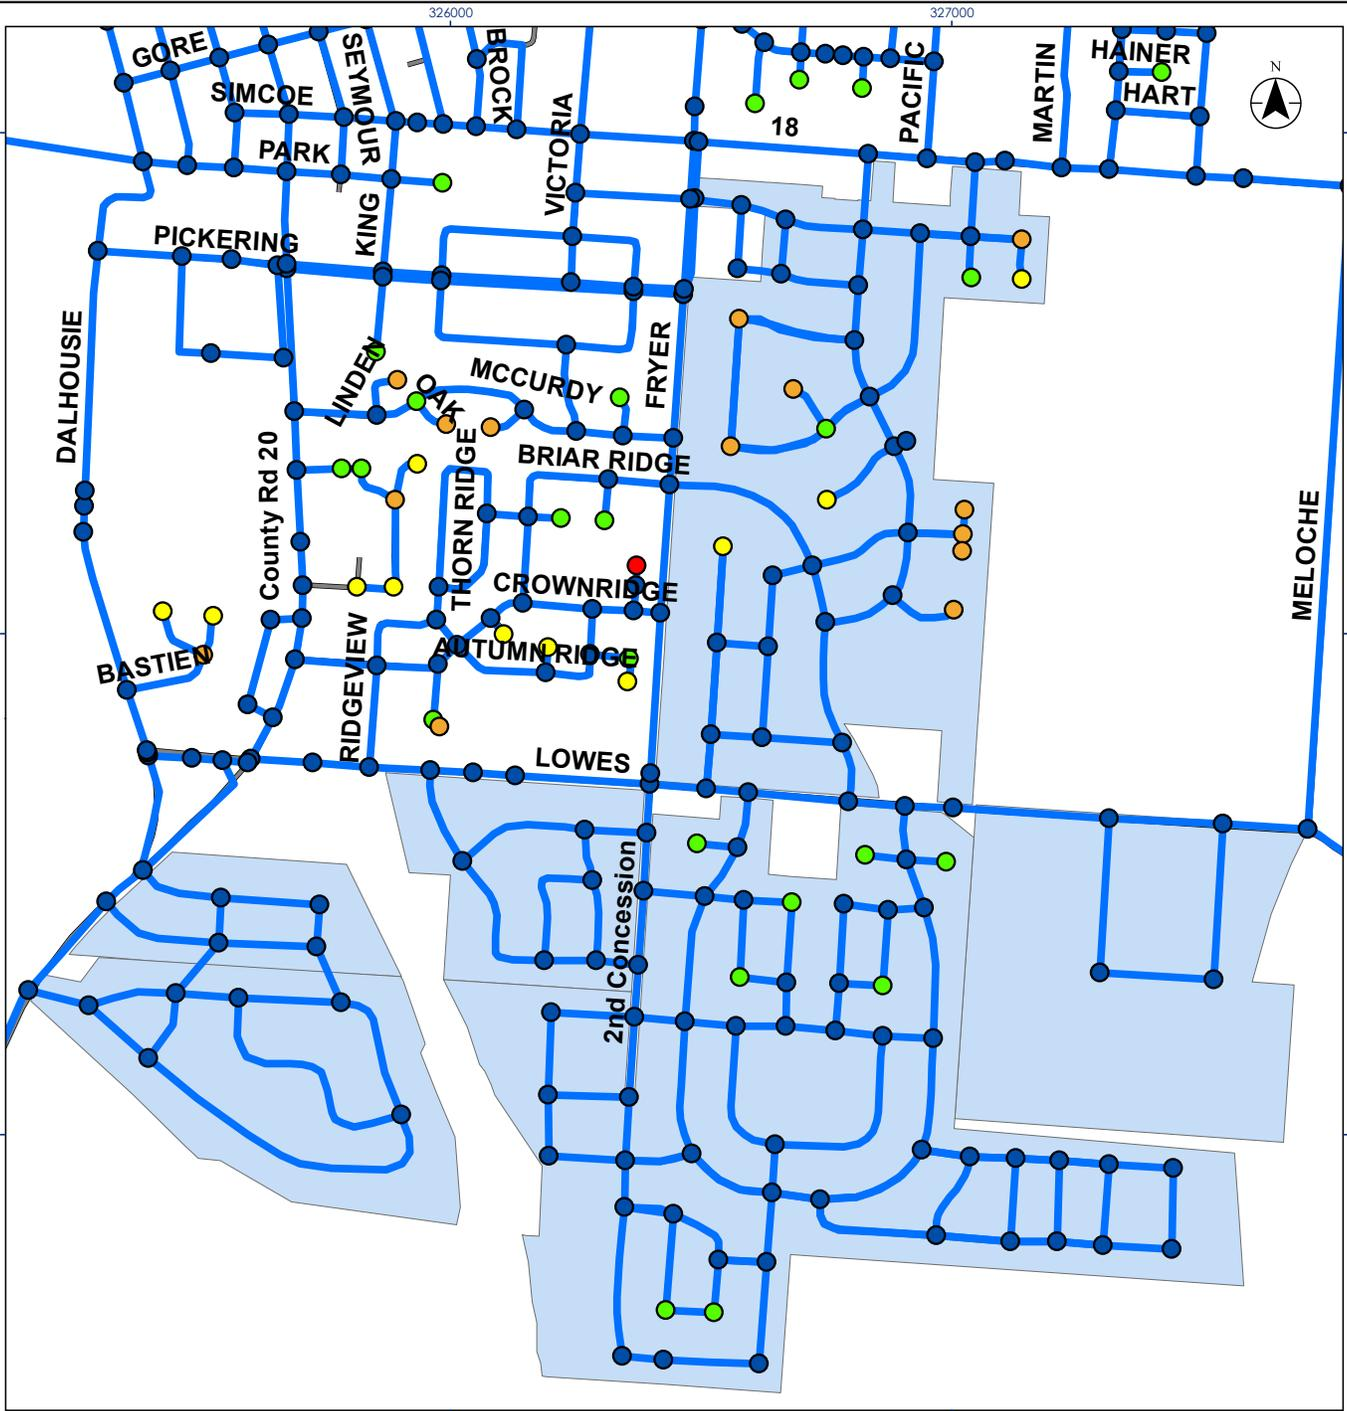 326000
327000
GORE
SEYMOUR
BROCK
PACIFIC
MARTIN
HAINER
N
SIMCOE
HART
VICTORIA
18
PARK
KING
PICKERING
DALHOUSIE
LINDEN
OAK
MCCURDY
FRYER
County Rd 20
THORN RIDGE
BRIAR RIDGE
MELOCHE
CROWNRIDGE
BASTIEN
RIDGEVIEW
AUTUMN RIDGE
LOWES
2nd Concession